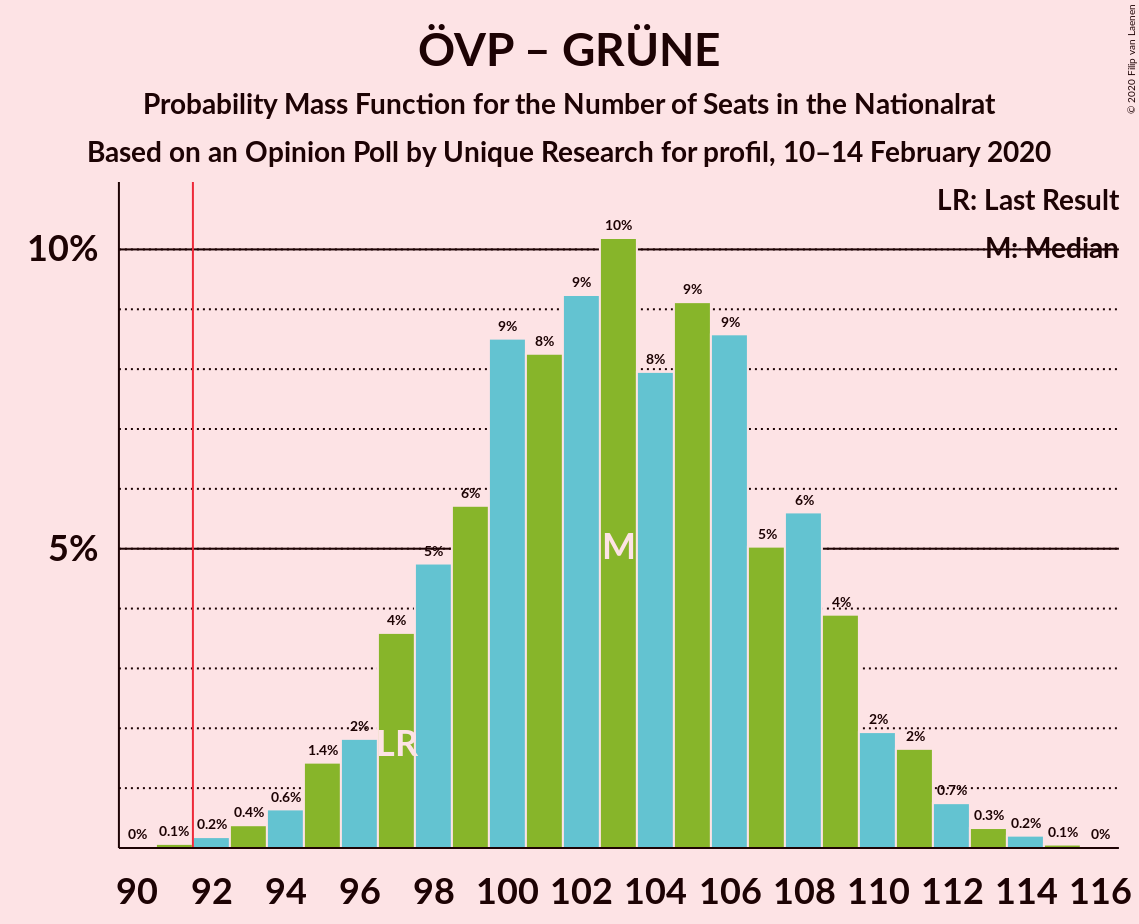 ÖVP – GRÜNE
Probability Mass Function for the Number of Seats in the Nationalrat
Based on an Opinion Poll by Unique Research for profil, 10–14 February 2020
© 2020 Filip van Laenen
LR: Last Result
M: Median
10%
5%
0% 0.1% 0.2% 0.4% 0.6% 1.4% 2% 4% 5% 6% 9% 8% 9% 10% 8% 9% 9% 5% 6% 4% 2% 2% 0.7% 0.3% 0.2% 0.1% 0%
M
LR
90 92 94 96 98 100 102 104 106 108 110 112 114 116